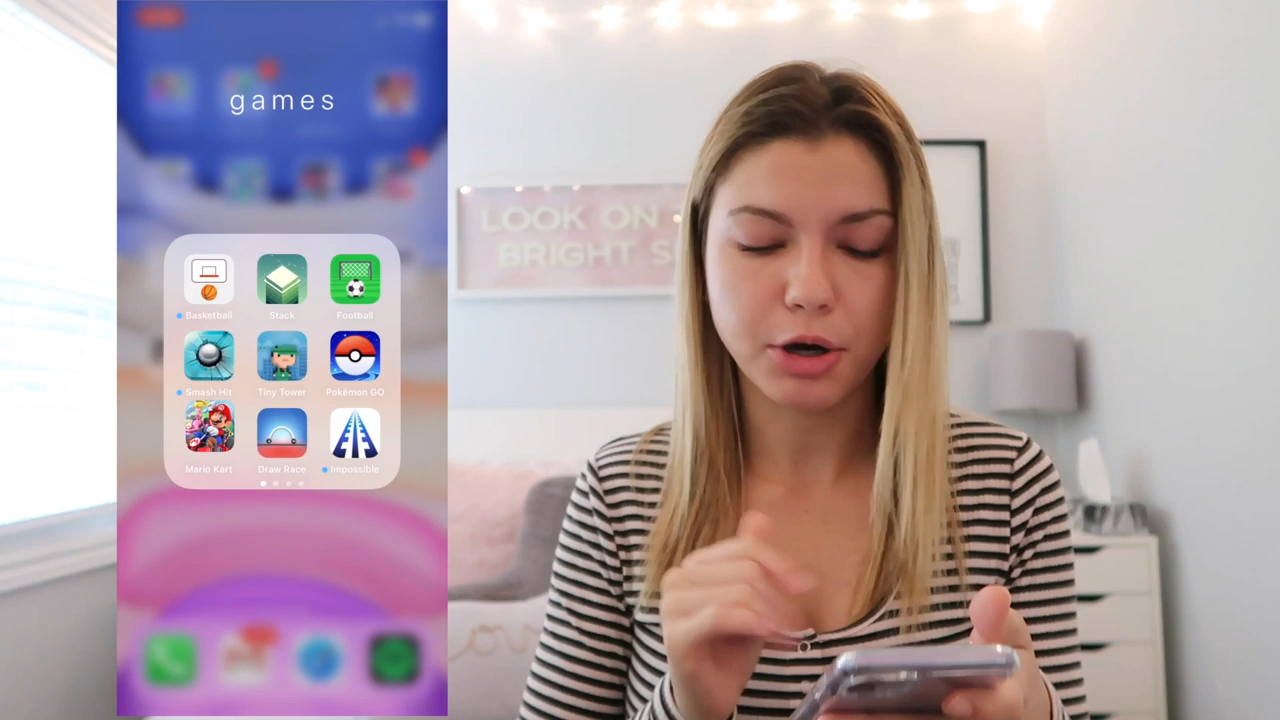 games
Basketball
Stack
Football
Smash Hit
Tiny Tower
Pokémon GO
Mario Kart
Draw Race
Impossible
LOOK ON
BRIGHT